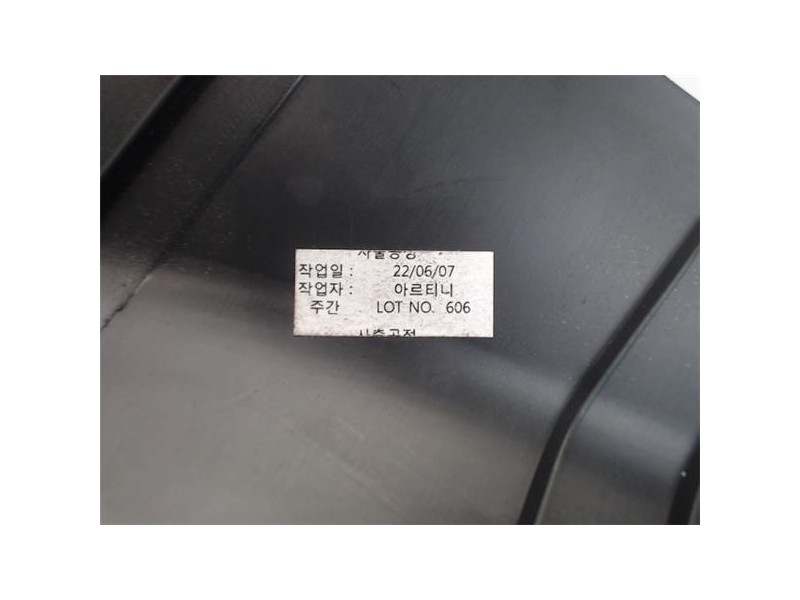 작업일 : 22/06/07
작업자 : 아르티니
주간 LOT NO. 606